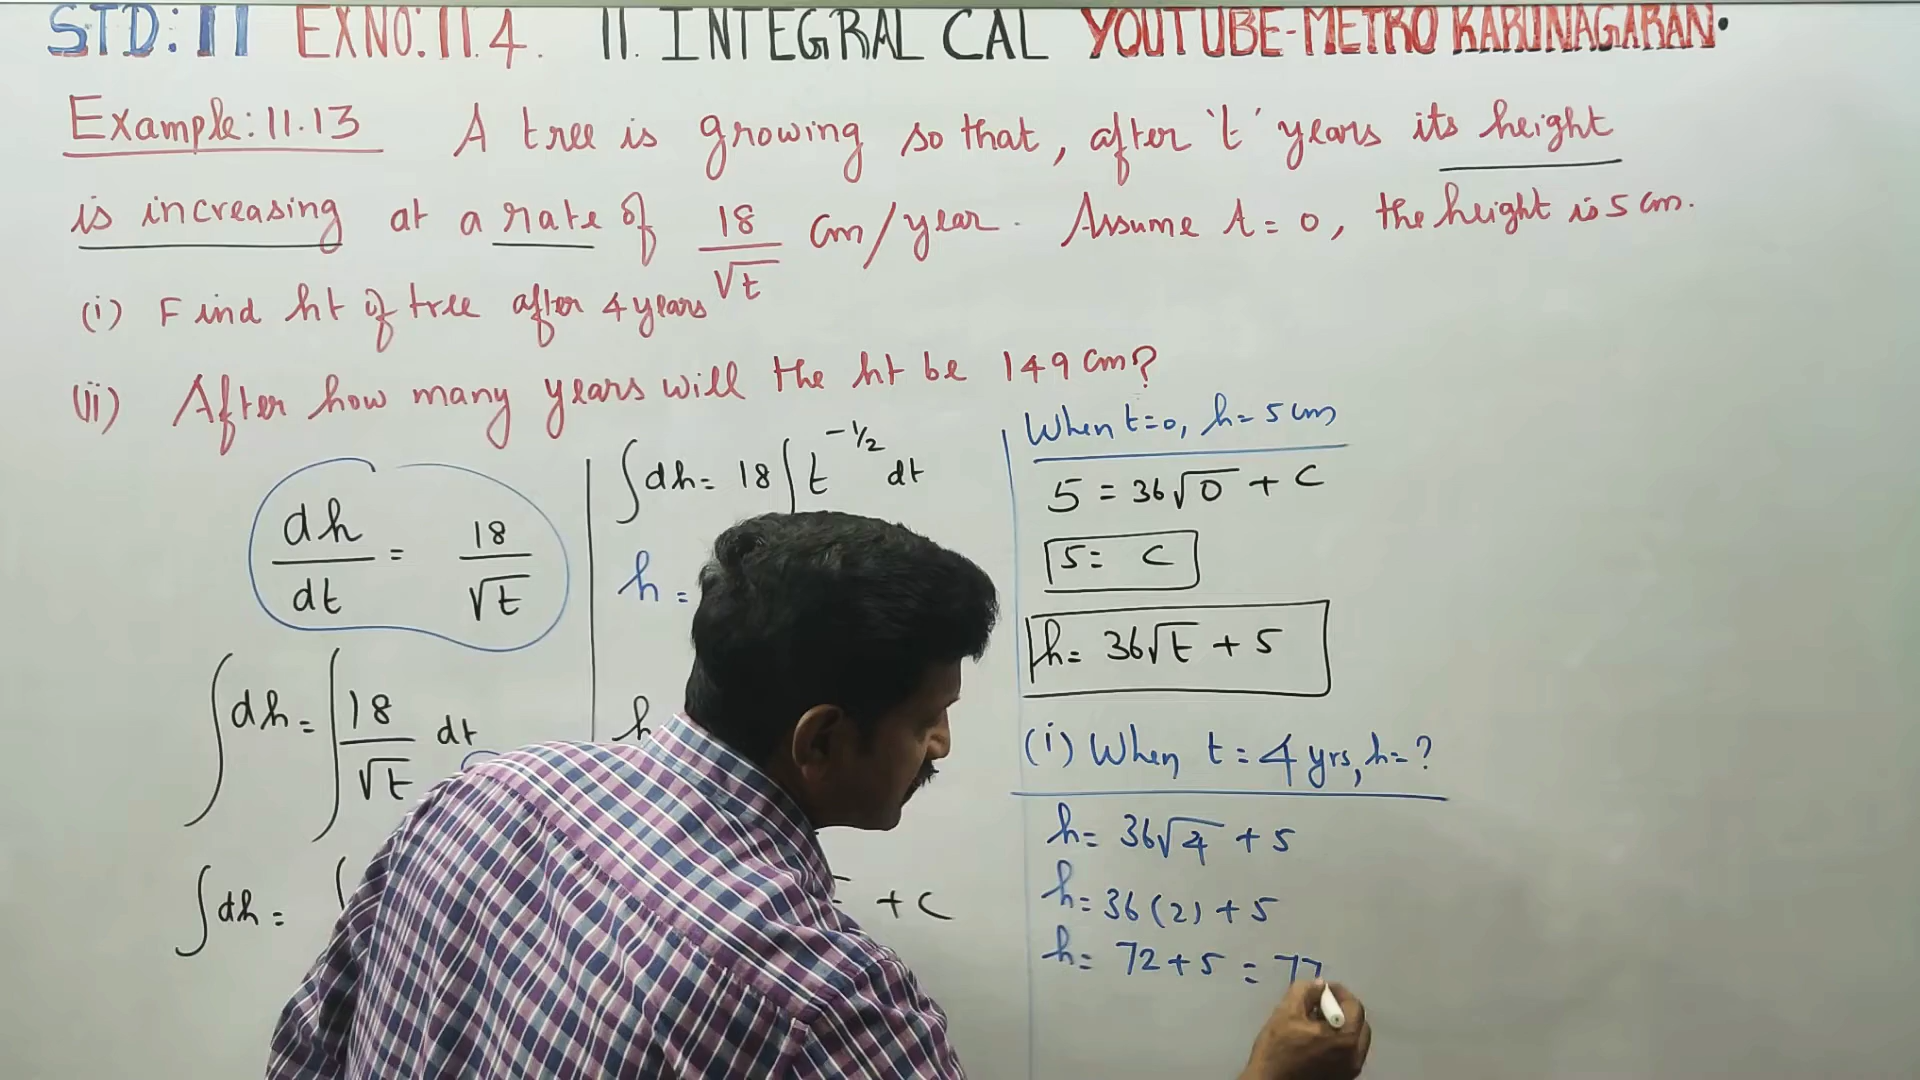 STD: 11 EXNO: 11.4. 11. INTEGRAL CAL YOUTUBE-METRO KARUNAGARAN.
Example: 11.13 A tree is growing so that, after 't' years its height
is increasing at a rate of 18/√t cm/year. Assume t = 0, the height is 5 cm.
(i) Find ht of tree after 4 years
(ii) After how many years will the ht be 149 cm?
dh/dt = 18/√t
∫dh = ∫ 18/√t dt
∫dh =
∫dh = 18 ∫ t^-1/2 dt
h =
h
+ c
When t=0, h= 5 cm
5 = 36√0 + c
5 = c
h = 36√t + 5
(i) When t = 4 yrs, h = ?
h = 36√4 + 5
h = 36(2) + 5
h = 72 + 5 = 77